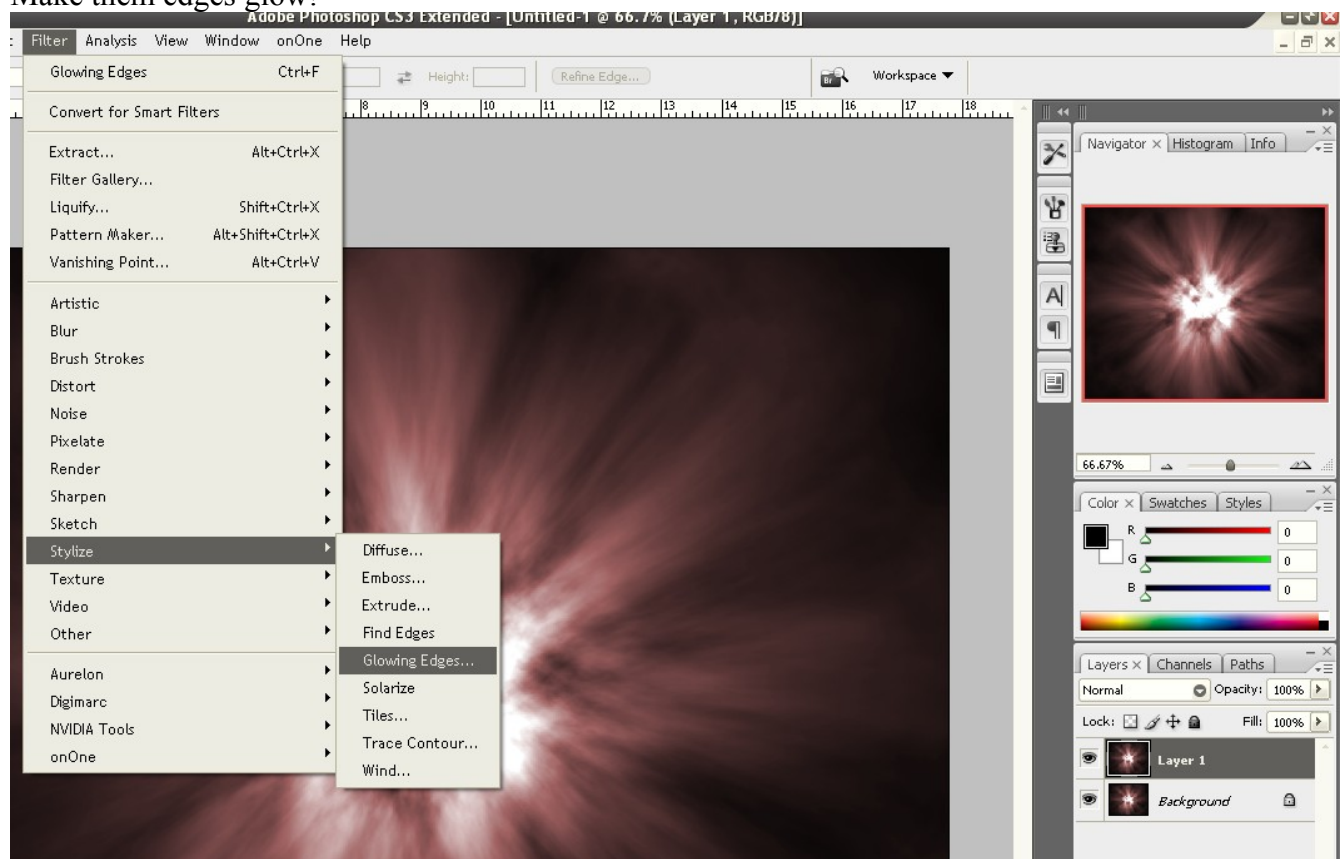 Make them edges glow!
Adobe Photoshop CS3 Extended - [Untitled-1 @ 66.7% (Layer 1, RGB/8)]
Filter Analysis View Window onOne Help
Height: Refine Edge... Br Workspace
8 9 10 11 12 13 14 15 16 17 18
Glowing Edges Ctrl+F
Convert for Smart Filters
Extract... Alt+Ctrl+X
Filter Gallery...
Liquify... Shift+Ctrl+X
Pattern Maker... Alt+Shift+Ctrl+X
Vanishing Point... Alt+Ctrl+V
Artistic
Blur
Brush Strokes
Distort
Noise
Pixelate
Render
Sharpen
Sketch
Stylize
Texture
Video
Other
Aurelon
Digimarc
NVIDIA Tools
onOne
Diffuse...
Emboss...
Extrude...
Find Edges
Glowing Edges...
Solarize
Tiles...
Trace Contour...
Wind...
Navigator Histogram Info
66.67%
Color Swatches Styles
R 0
G 0
B 0
Layers Channels Paths
Normal Opacity: 100%
Lock: Fill: 100%
Layer 1
Background